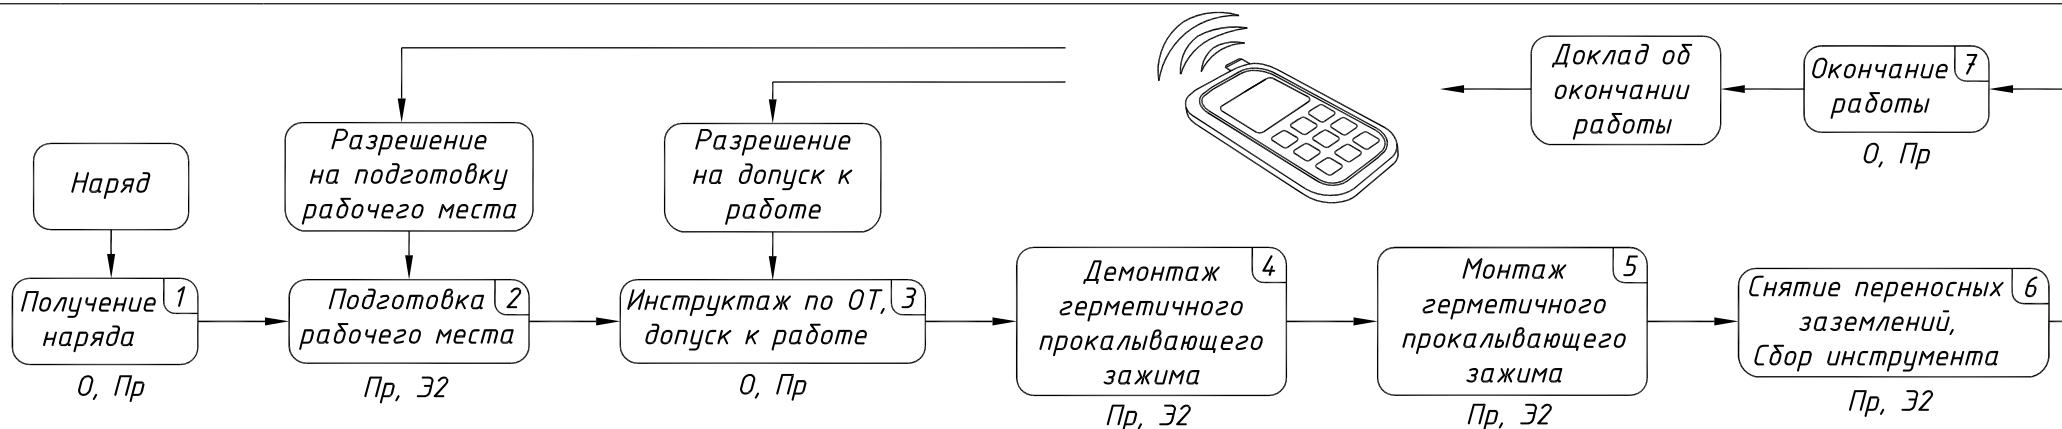 Наряд
Получение 1
наряда
О, Пр
Разрешение
на подготовку
рабочего места
Подготовка 2
рабочего места
Пр, Э2
Разрешение
на допуск к
работе
Инструктаж по ОТ, 3
допуск к работе
О, Пр
Демонтаж 4
герметичного
прокалывающего
зажима
Пр, Э2
Монтаж 5
герметичного
прокалывающего
зажима
Пр, Э2
Снятие переносных 6
заземлений,
Сбор инструмента
Пр, Э2
Окончание 7
работы
О, Пр
Доклад об
окончании
работы